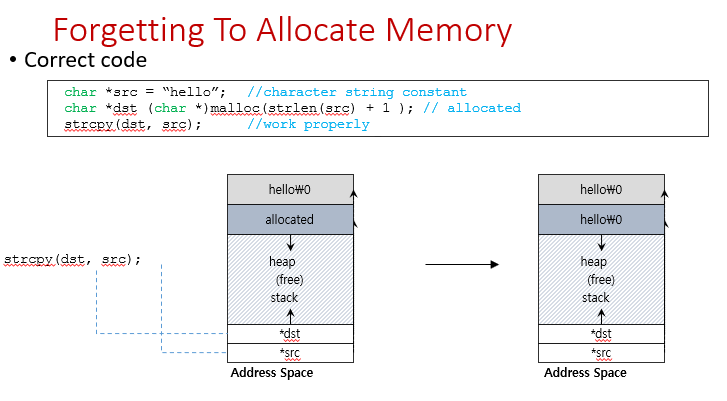 Forgetting To Allocate Memory
• Correct code
char *src = “hello”; //character string constant
char *dst (char *)malloc(strlen(src) + 1 ); // allocated
strcpy(dst, src); //work properly
hello₩0
allocated
heap
(free)
stack
*dst
*src
Address Space
strcpy(dst, src);
hello₩0
hello₩0
heap
(free)
stack
*dst
*src
Address Space